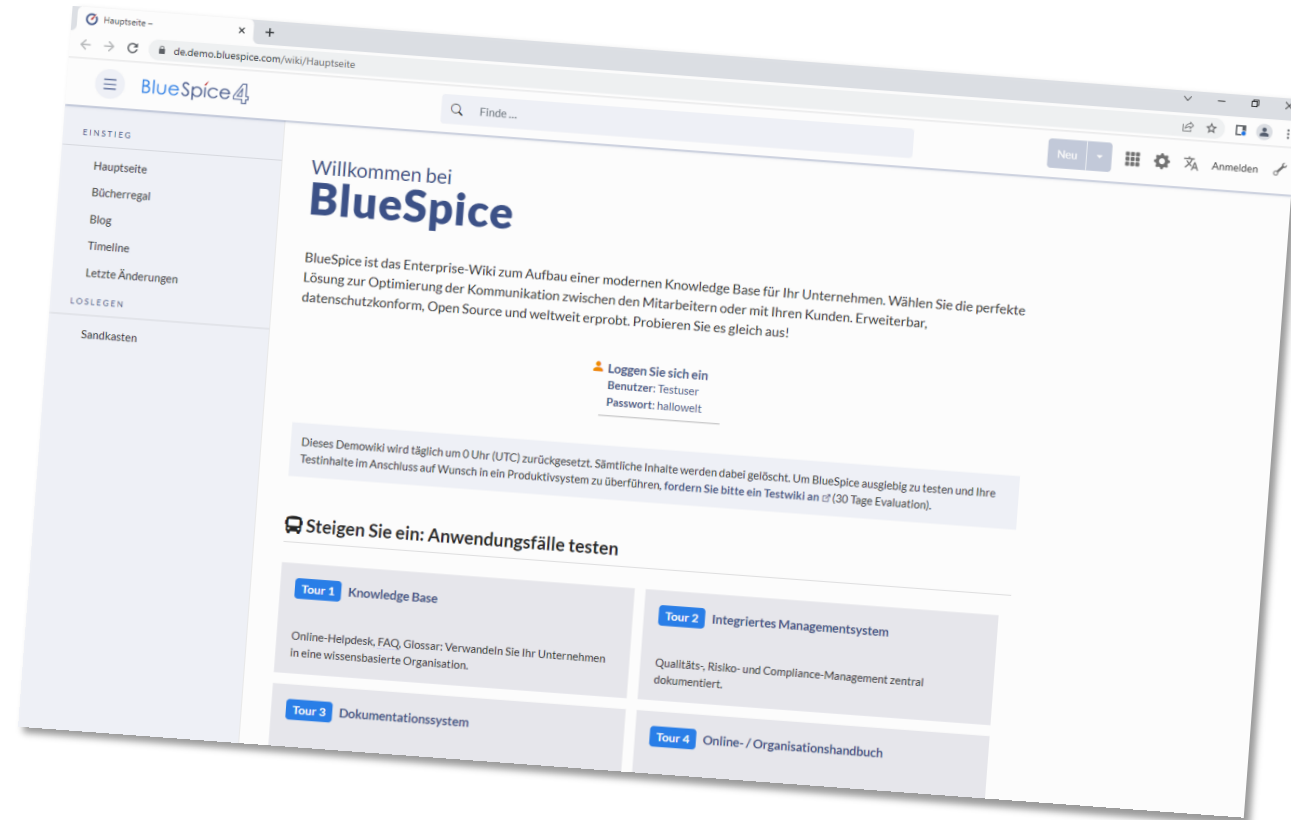 Hauptseite –
de.demo.bluespice.com/wiki/Hauptseite
BlueSpice 4
Finde ...
Neu
Anmelden
EINSTIEG
Hauptseite
Bücherregal
Blog
Timeline
Letzte Änderungen
LOSLEGEN
Sandkasten
Willkommen bei
BlueSpice
BlueSpice ist das Enterprise-Wiki zum Aufbau einer modernen Knowledge Base für Ihr Unternehmen. Wählen Sie die perfekte
Lösung zur Optimierung der Kommunikation zwischen den Mitarbeitern oder mit Ihren Kunden. Erweiterbar,
datenschutzkonform, Open Source und weltweit erprobt. Probieren Sie es gleich aus!
Loggen Sie sich ein
Benutzer: Testuser
Passwort: hallowelt
Dieses Demowiki wird täglich um 0 Uhr (UTC) zurückgesetzt. Sämtliche Inhalte werden dabei gelöscht. Um BlueSpice ausgiebig zu testen und Ihre
Testinhalte im Anschluss auf Wunsch in ein Produktivsystem zu überführen, fordern Sie bitte ein Testwiki an (30 Tage Evaluation).
Steigen Sie ein: Anwendungsfälle testen
Tour 1 Knowledge Base
Online-Helpdesk, FAQ, Glossar: Verwandeln Sie Ihr Unternehmen
in eine wissensbasierte Organisation.
Tour 2 Integriertes Managementsystem
Qualitäts-, Risiko- und Compliance-Management zentral
dokumentiert.
Tour 3 Dokumentationssystem
Tour 4 Online- / Organisationshandbuch